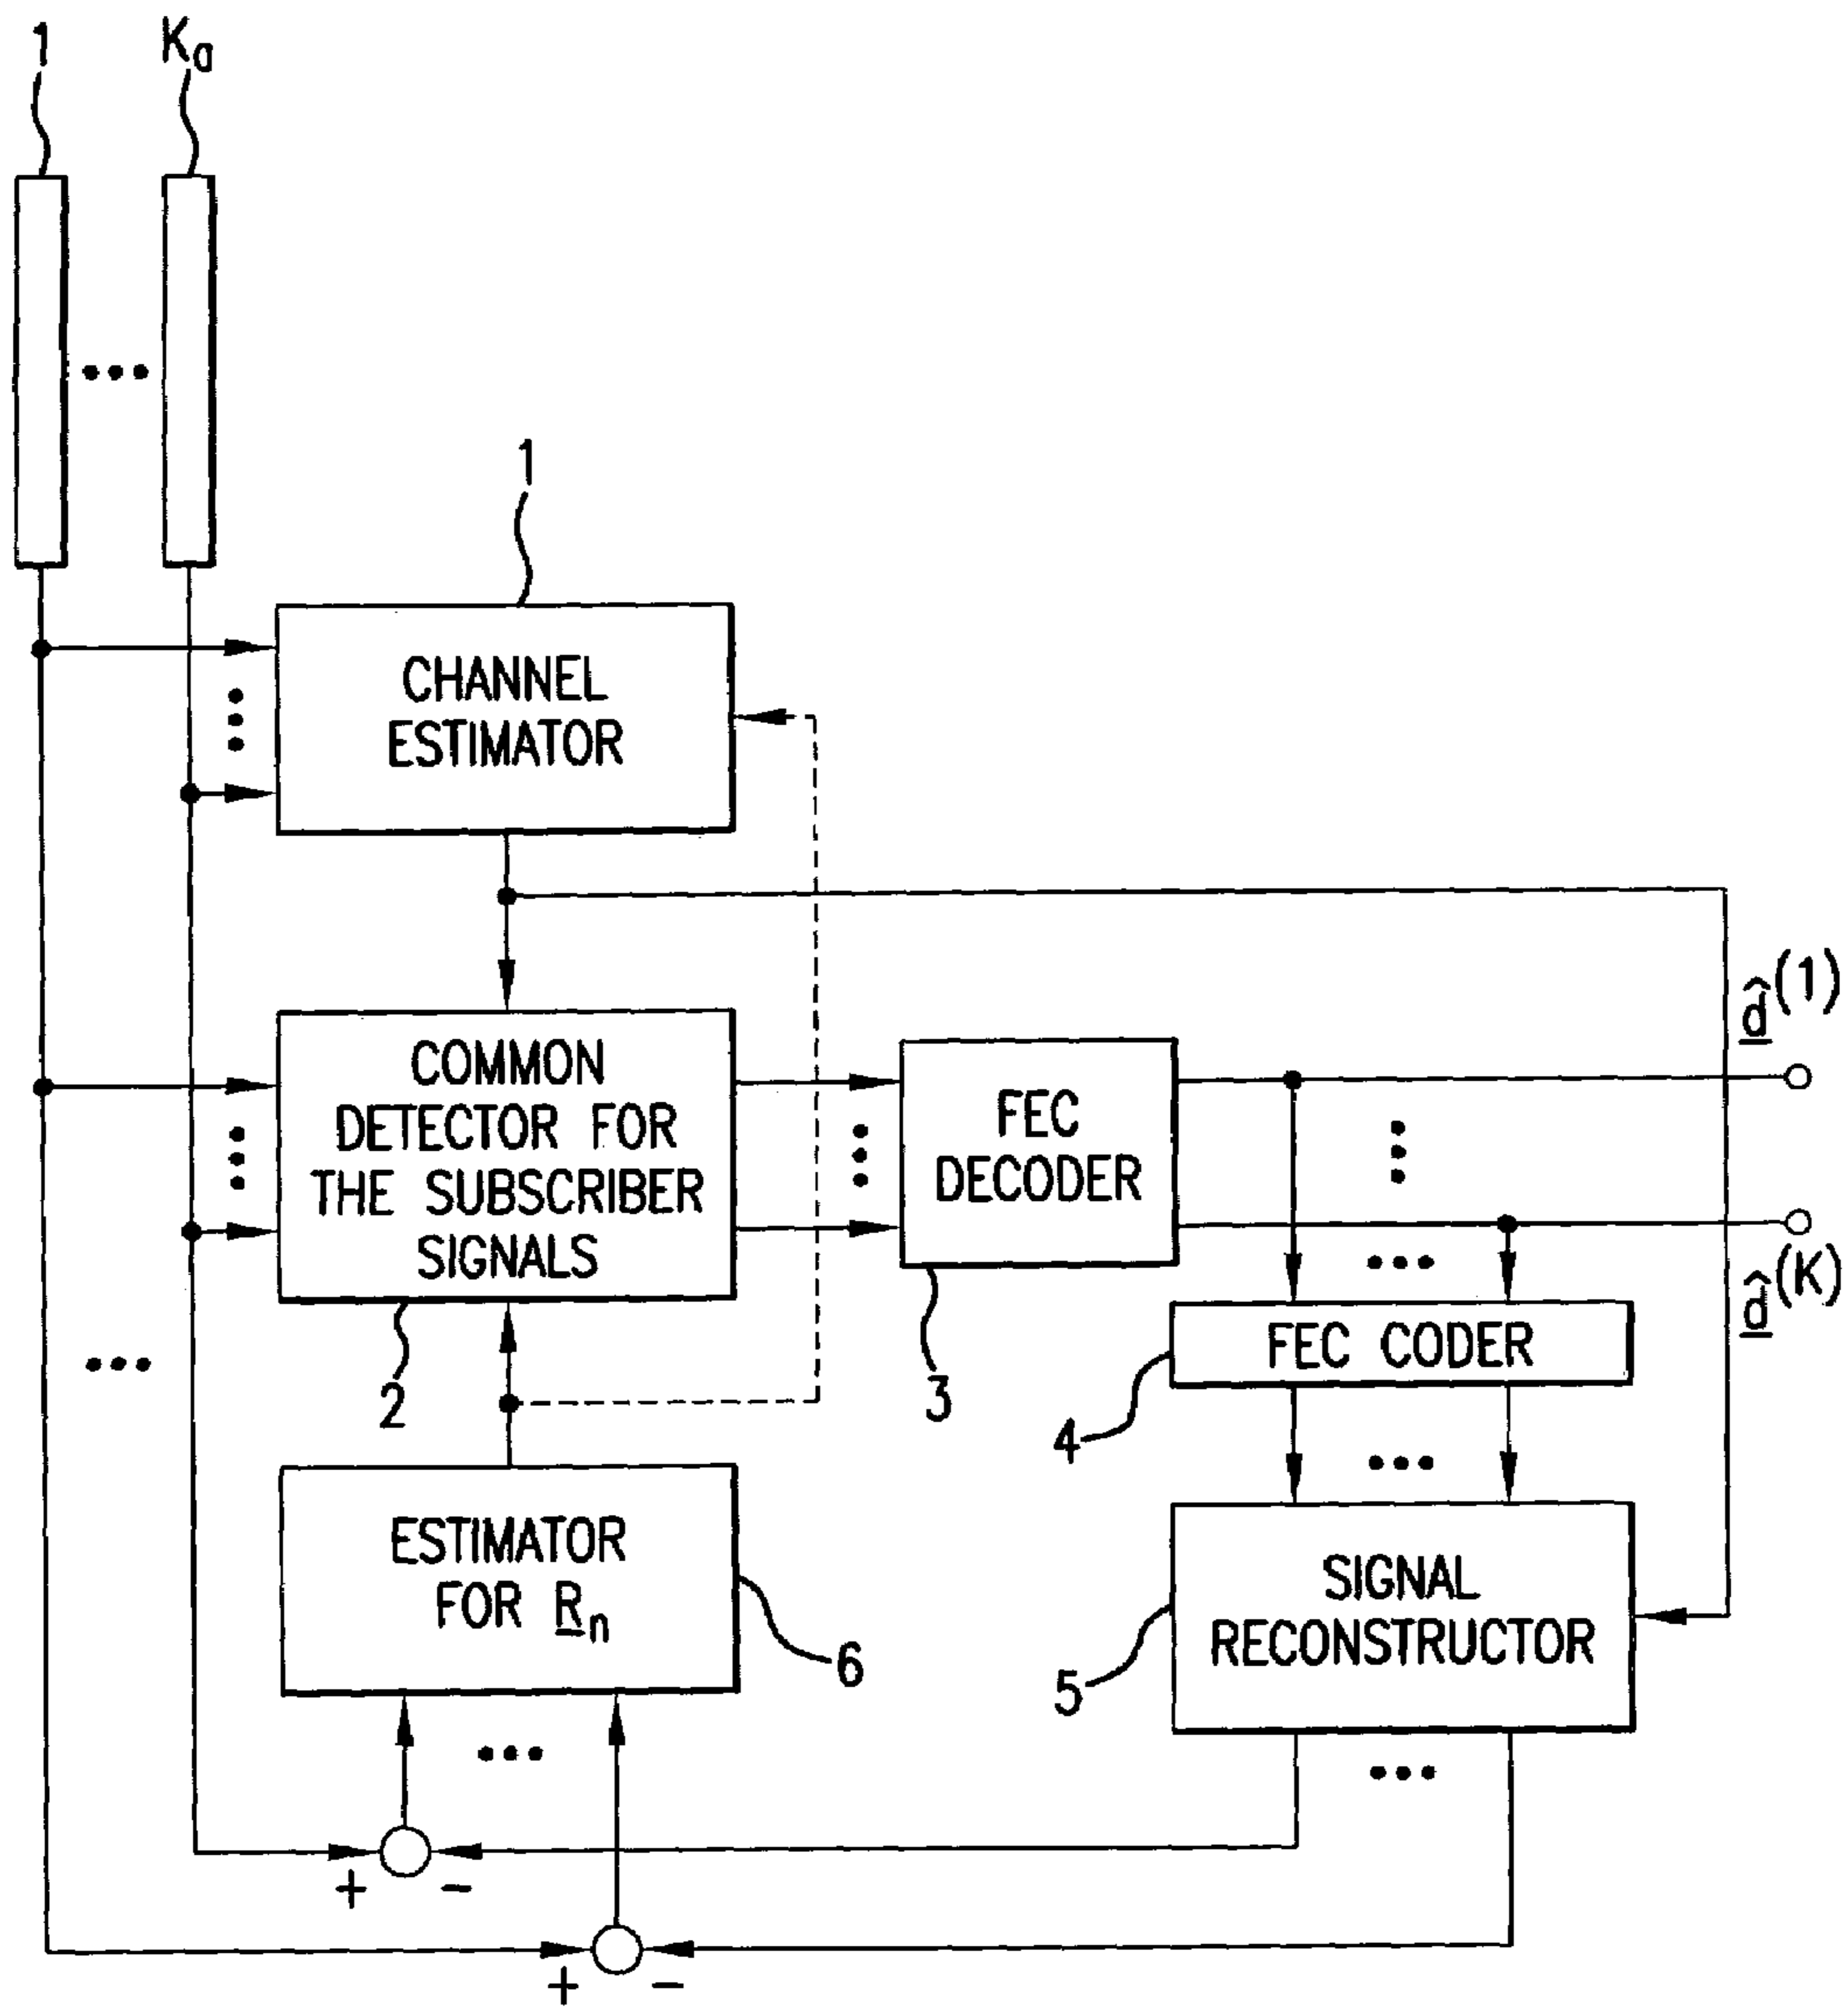 1
Ka
1
CHANNEL
ESTIMATOR
d̂(1)
COMMON
DETECTOR FOR
THE SUBSCRIBER
SIGNALS
FEC
DECODER
d̂(K)
2
3
FEC CODER
4
ESTIMATOR
FOR Rn
6
SIGNAL
RECONSTRUCTOR
5
+ -
+ -